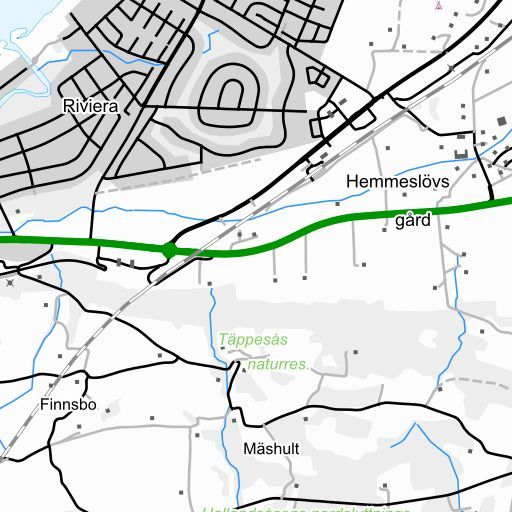 Riviera
Hemmeslövs
gård
Täppesås
naturres.
Finnsbo
Mäshult